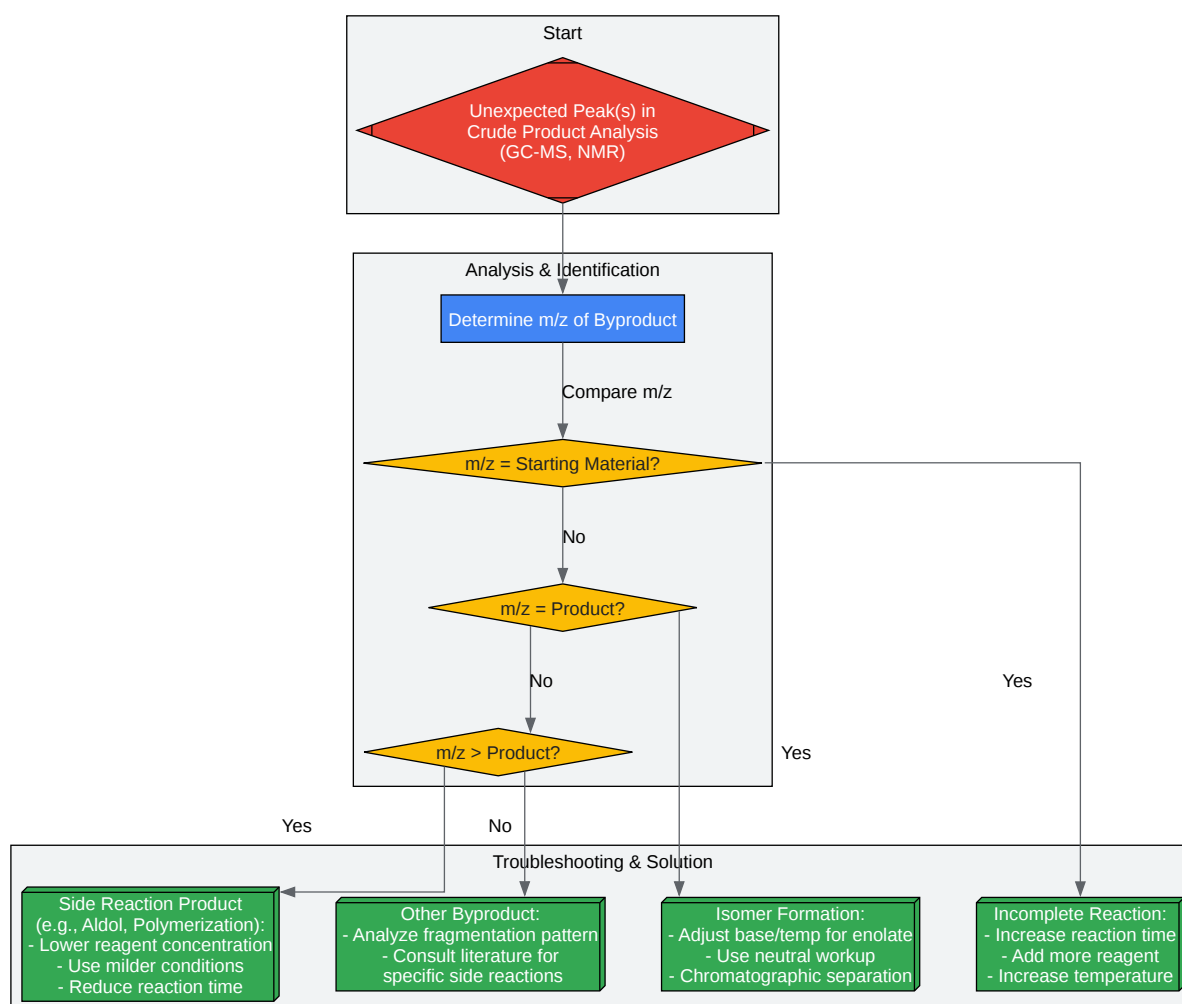 Start
Unexpected Peak(s) in
Crude Product Analysis
(GC-MS, NMR)
Analysis & Identification
Determine m/z of Byproduct
Compare m/z
m/z = Starting Material?
No
m/z = Product?
No
Yes
m/z > Product?
Yes
Yes
No
Troubleshooting & Solution
Side Reaction Product
(e.g., Aldol, Polymerization):
- Lower reagent concentration
- Use milder conditions
- Reduce reaction time
Other Byproduct:
- Analyze fragmentation pattern
- Consult literature for
specific side reactions
Isomer Formation:
- Adjust base/temp for enolate
- Use neutral workup
- Chromatographic separation
Incomplete Reaction:
- Increase reaction time
- Add more reagent
- Increase temperature